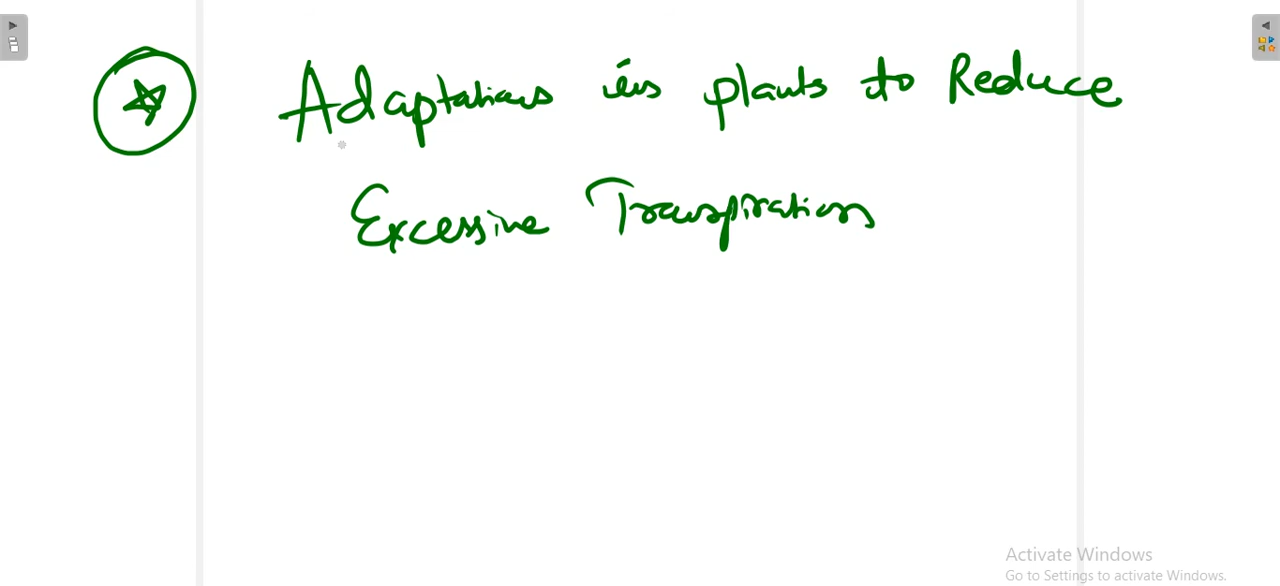 Adaptations in plants to Reduce
Excessive Transpiration
Activate Windows
Go to Settings to activate Windows.